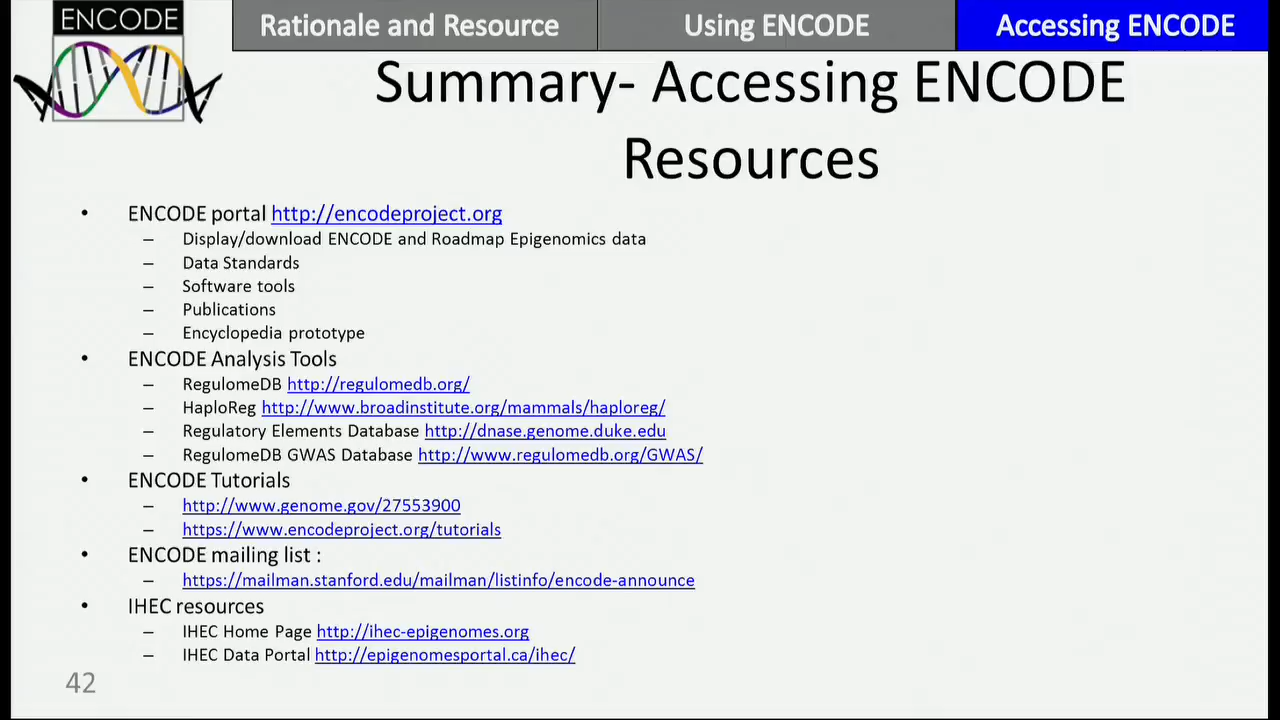 ENCODE
Rationale and Resource
Using ENCODE
Accessing ENCODE
Summary- Accessing ENCODE
Resources
• ENCODE portal http://encodeproject.org
– Display/download ENCODE and Roadmap Epigenomics data
– Data Standards
– Software tools
– Publications
– Encyclopedia prototype
• ENCODE Analysis Tools
– RegulomeDB http://regulomedb.org/
– HaploReg http://www.broadinstitute.org/mammals/haploreg/
– Regulatory Elements Database http://dnase.genome.duke.edu
– RegulomeDB GWAS Database http://www.regulomedb.org/GWAS/
• ENCODE Tutorials
– http://www.genome.gov/27553900
– https://www.encodeproject.org/tutorials
• ENCODE mailing list :
– https://mailman.stanford.edu/mailman/listinfo/encode-announce
• IHEC resources
– IHEC Home Page http://ihec-epigenomes.org
– IHEC Data Portal http://epigenomesportal.ca/ihec/
42